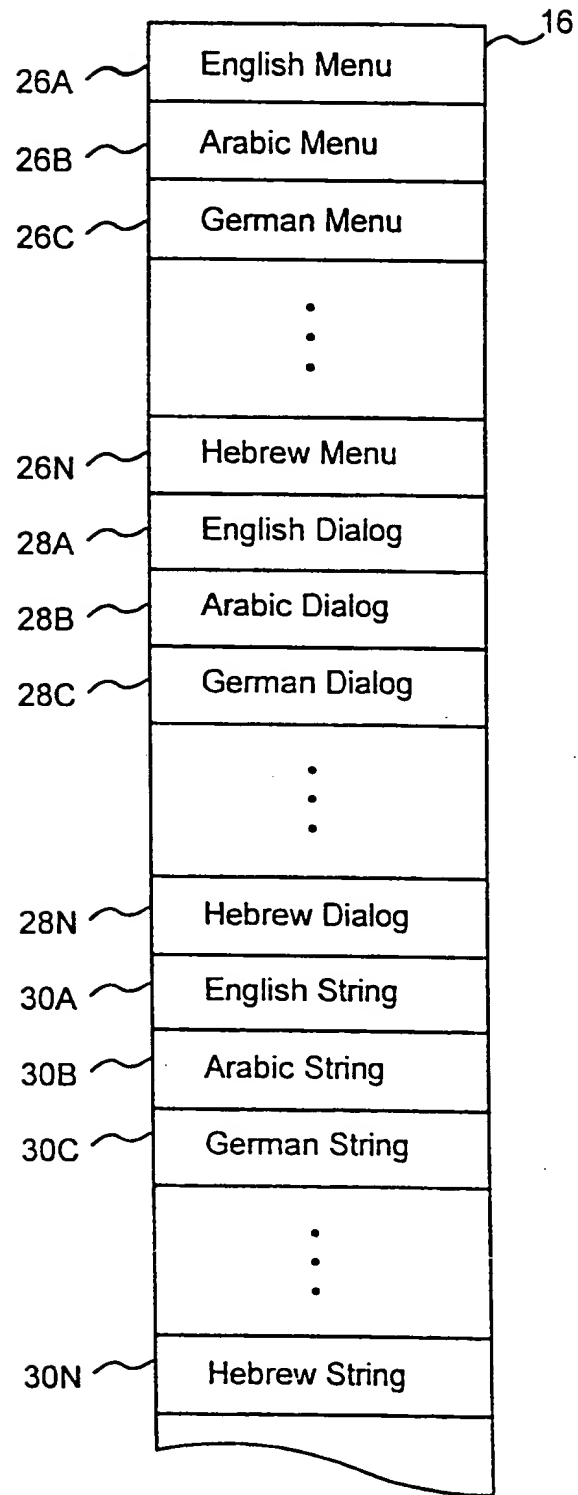 16
26A English Menu
26B Arabic Menu
26C German Menu
26N Hebrew Menu
28A English Dialog
28B Arabic Dialog
28C German Dialog
28N Hebrew Dialog
30A English String
30B Arabic String
30C German String
30N Hebrew String